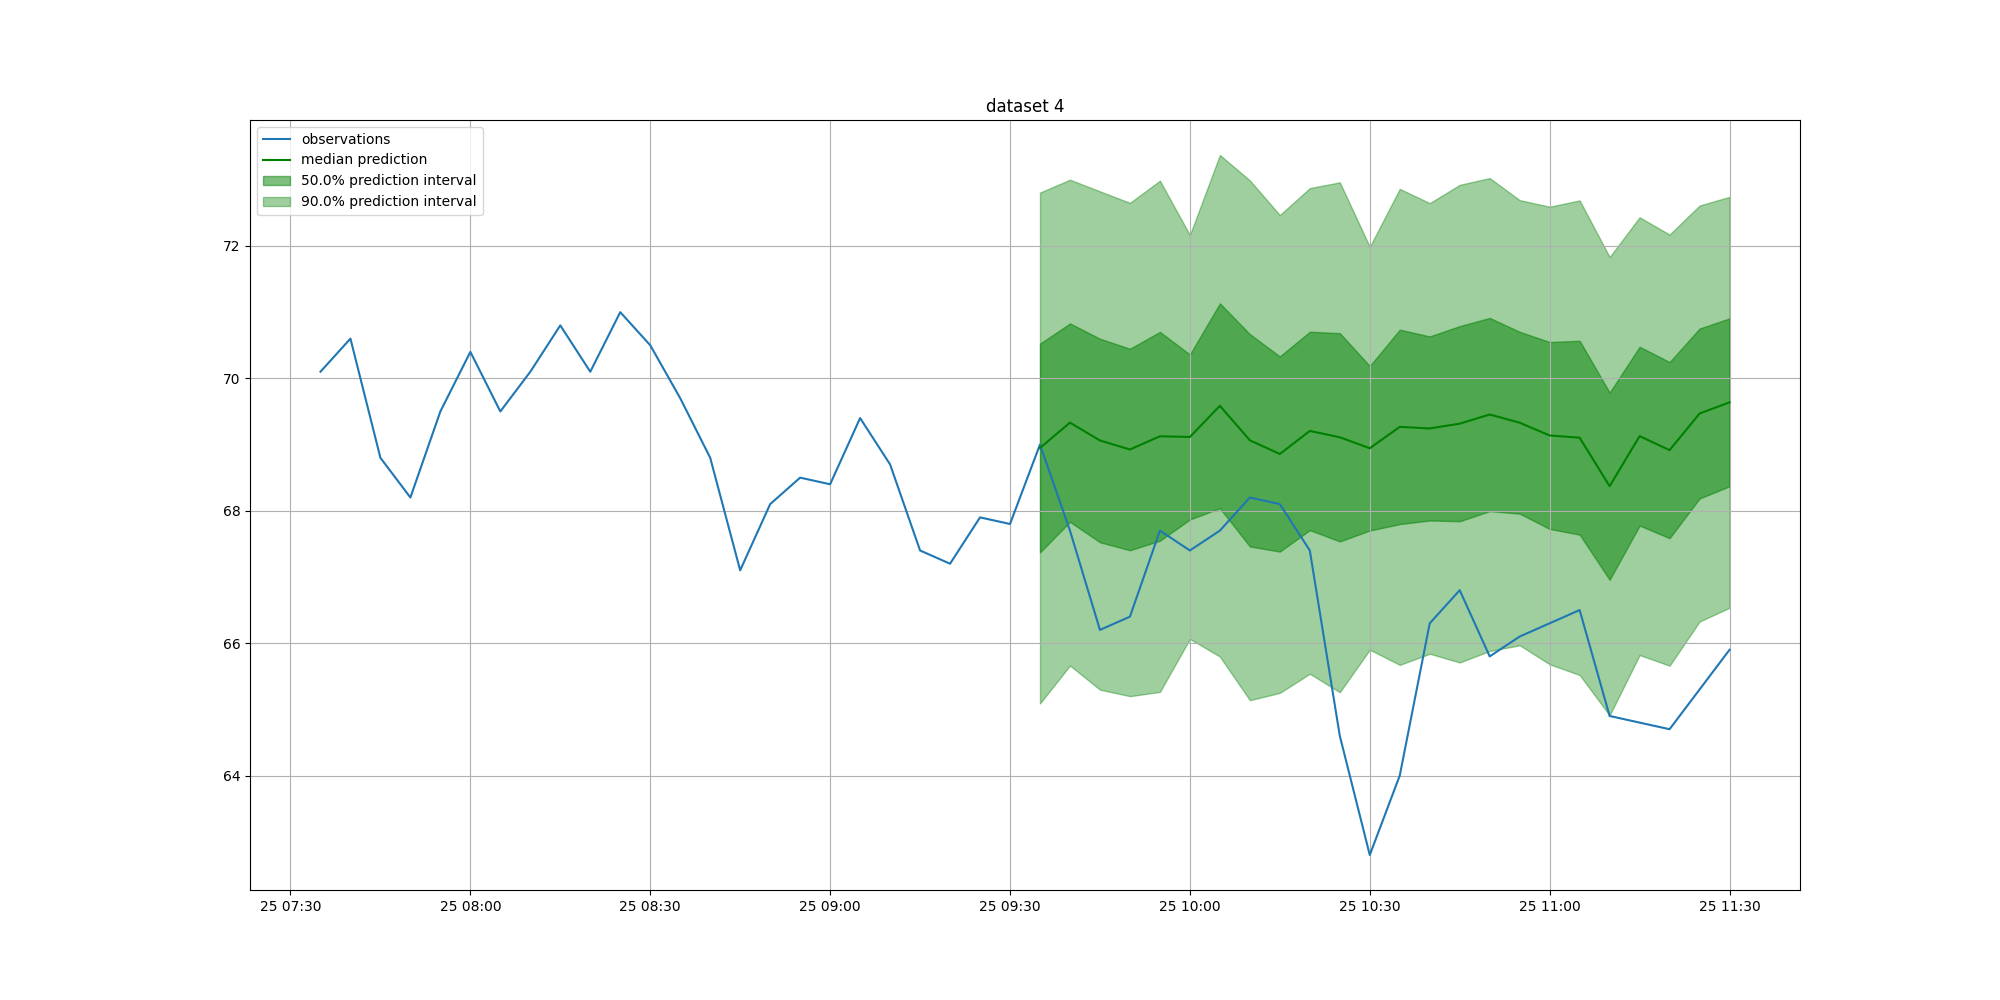 dataset 4
observations
median prediction
50.0% prediction interval
90.0% prediction interval
72
70
68
66
64
25 07:30 25 08:00 25 08:30 25 09:00 25 09:30 25 10:00 25 10:30 25 11:00 25 11:30